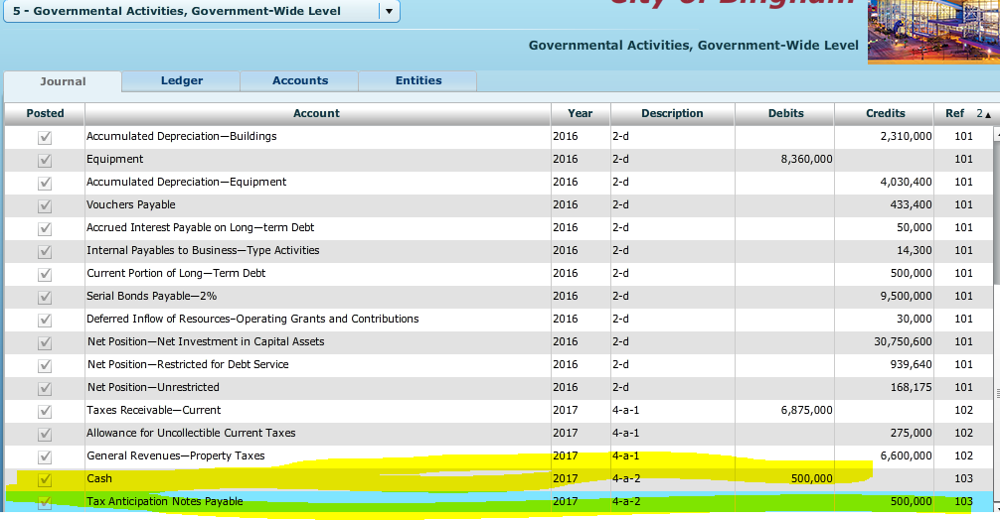 5 - Governmental Activities, Government-Wide Level
City of Bingham
Governmental Activities, Government-Wide Level
Journal Ledger Accounts Entities
Posted Account Year Description Debits Credits Ref 2
Accumulated Depreciation—Buildings 2016 2-d 2,310,000 101
Equipment 2016 2-d 8,360,000 101
Accumulated Depreciation—Equipment 2016 2-d 4,030,400 101
Vouchers Payable 2016 2-d 433,400 101
Accrued Interest Payable on Long—term Debt 2016 2-d 50,000 101
Internal Payables to Business—Type Activities 2016 2-d 14,300 101
Current Portion of Long—Term Debt 2016 2-d 500,000 101
Serial Bonds Payable—2% 2016 2-d 9,500,000 101
Deferred Inflow of Resources–Operating Grants and Contributions 2016 2-d 30,000 101
Net Position—Net Investment in Capital Assets 2016 2-d 30,750,600 101
Net Position—Restricted for Debt Service 2016 2-d 939,640 101
Net Position—Unrestricted 2016 2-d 168,175 101
Taxes Receivable—Current 2017 4-a-1 6,875,000 102
Allowance for Uncollectible Current Taxes 2017 4-a-1 275,000 102
General Revenues—Property Taxes 2017 4-a-1 6,600,000 102
Cash 2017 4-a-2 500,000 103
Tax Anticipation Notes Payable 2017 4-a-2 500,000 103